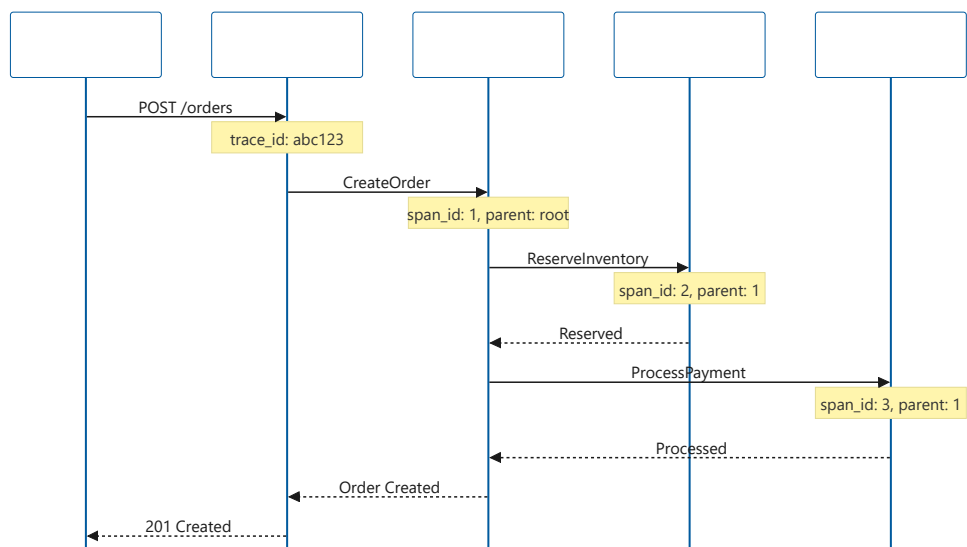 POST /orders
trace_id: abc123
CreateOrder
span_id: 1, parent: root
ReserveInventory
span_id: 2, parent: 1
Reserved
ProcessPayment
span_id: 3, parent: 1
Processed
Order Created
201 Created